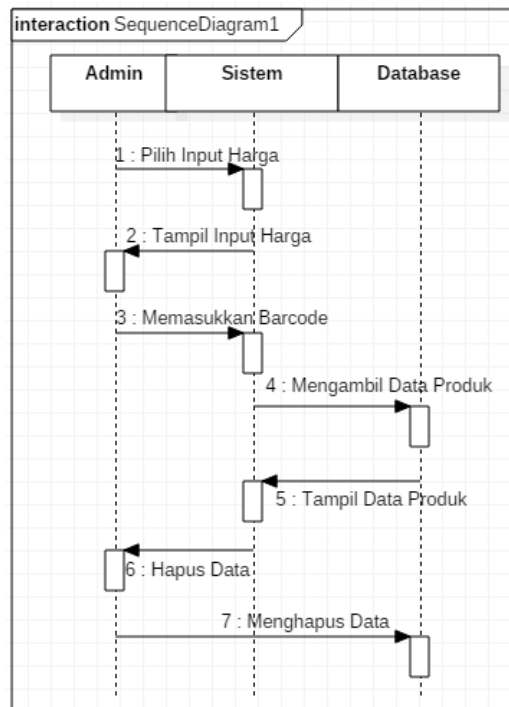 interaction SequenceDiagram1
Admin Sistem Database
1 : Pilih Input Harga
2 : Tampil Input Harga
3 : Memasukkan Barcode
4 : Mengambil Data Produk
5 : Tampil Data Produk
6 : Hapus Data
7 : Menghapus Data